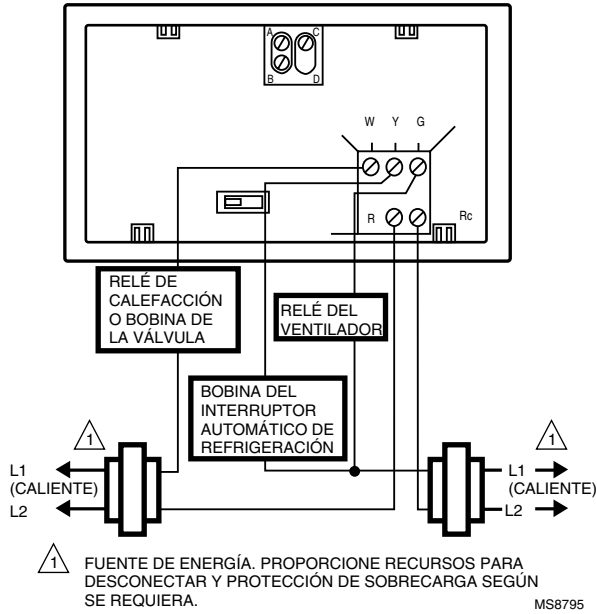 A C
B D
W Y G
R Rc
RELÉ DE
CALEFACCIÓN
O BOBINA DE
LA VÁLVULA
RELÉ DEL
VENTILADOR
BOBINA DEL
INTERRUPTOR
AUTOMÁTICO DE
REFRIGERACIÓN
1
L1
(CALIENTE)
L2
1
L1
(CALIENTE)
L2
1 FUENTE DE ENERGÍA. PROPORCIONE RECURSOS PARA
DESCONECTAR Y PROTECCIÓN DE SOBRECARGA SEGÚN
SE REQUIERA.
MS8795